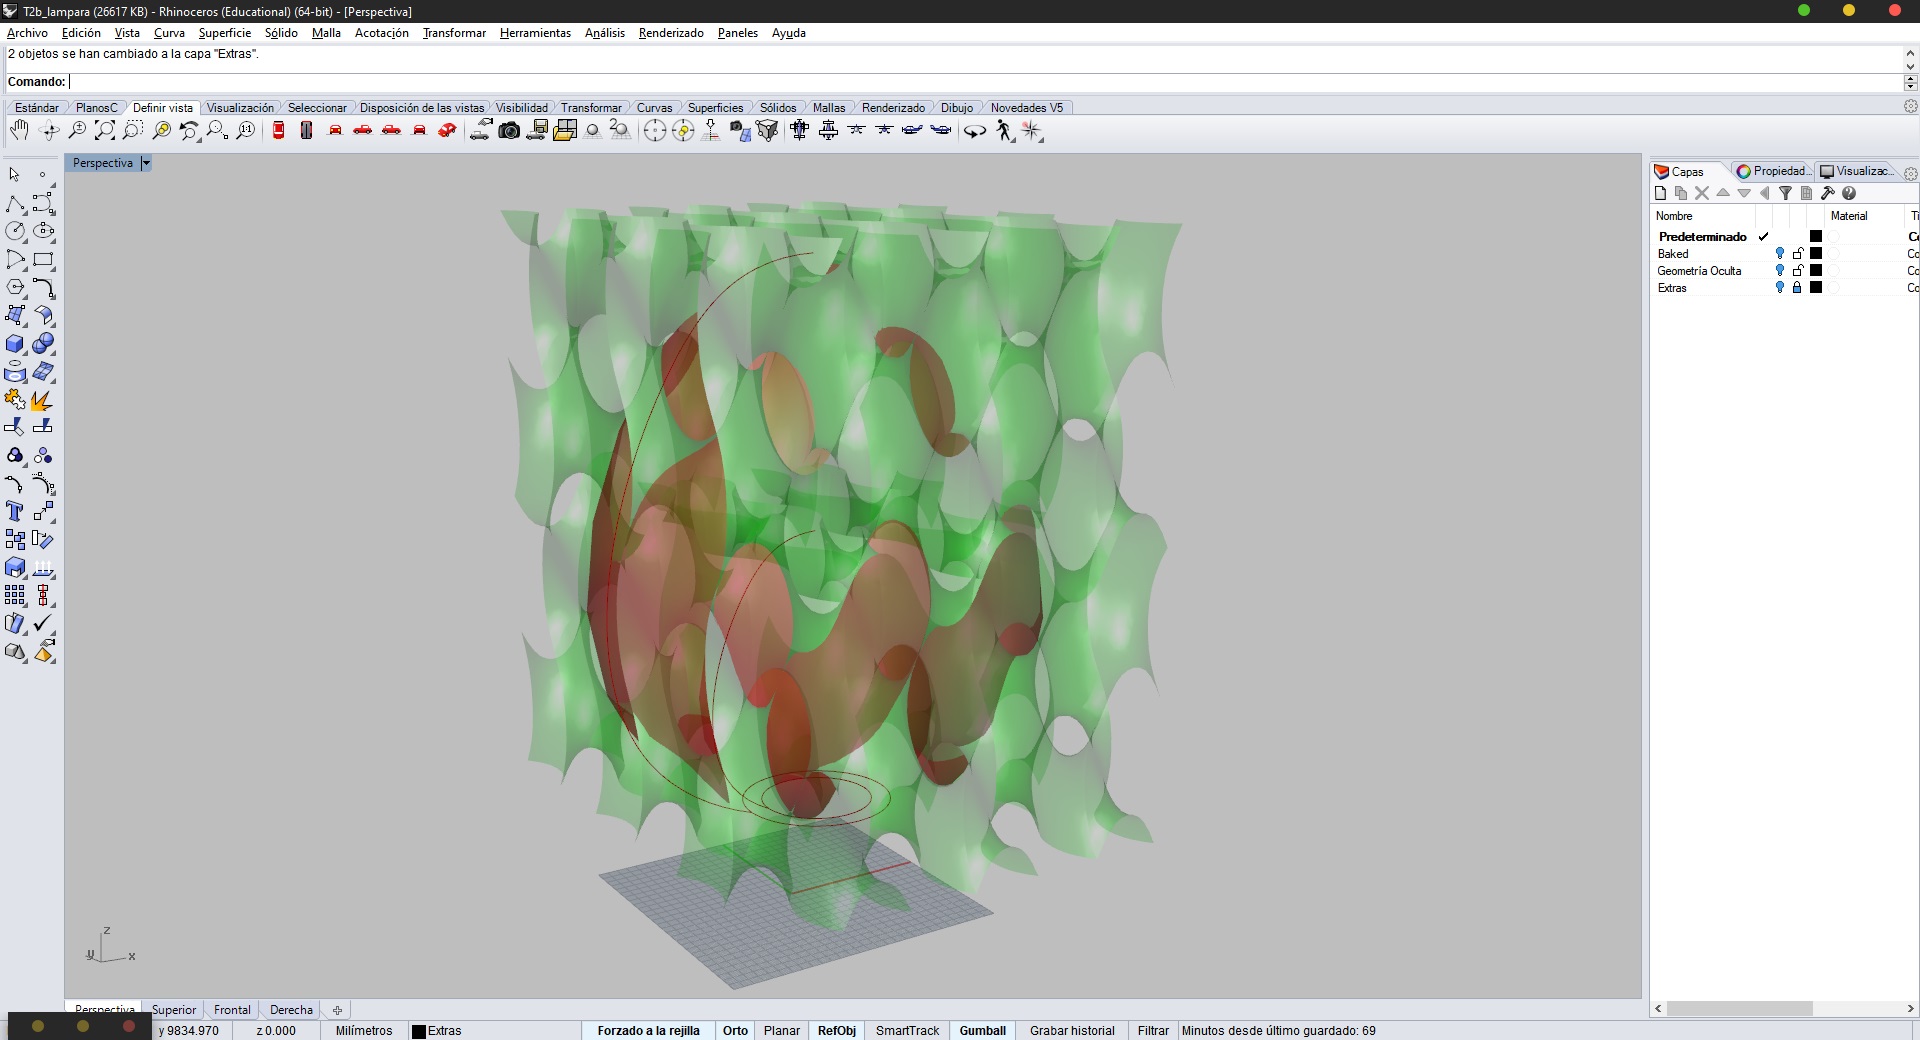 T2b_lampara (26617 KB) - Rhinoceros (Educational) (64-bit) - [Perspectiva]
Archivo Edición Vista Curva Superficie Sólido Malla Acotación Transformar Herramientas Análisis Renderizado Paneles Ayuda
2 objetos se han cambiado a la capa "Extras".
Comando:
Estándar PlanosC Definir vista Visualización Seleccionar Disposición de las vistas Visibilidad Transformar Curvas Superficies Sólidos Mallas Renderizado Dibujo Novedades V5
Perspectiva
Capas Propiedad... Visualizac...
Nombre Material Ti
Predeterminado Co
Baked Co
Geometría Oculta Co
Extras Co
z
y x
Perspectiva Superior Frontal Derecha
y 9834.970 z 0.000 Milímetros Extras Forzado a la rejilla Orto Planar RefObj SmartTrack Gumball Grabar historial Filtrar Minutos desde último guardado: 69